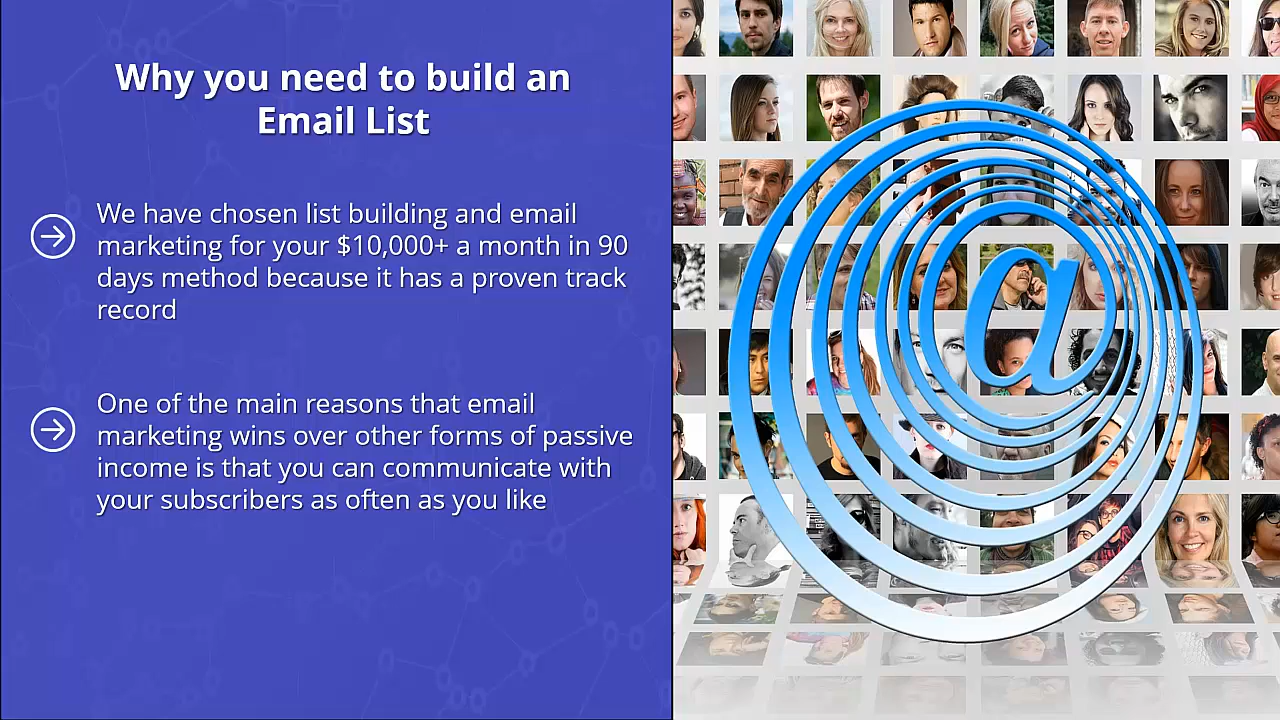 Why you need to build an
Email List
We have chosen list building and email
marketing for your $10,000+ a month in 90
days method because it has a proven track
record
One of the main reasons that email
marketing wins over other forms of passive
income is that you can communicate with
your subscribers as often as you like
@